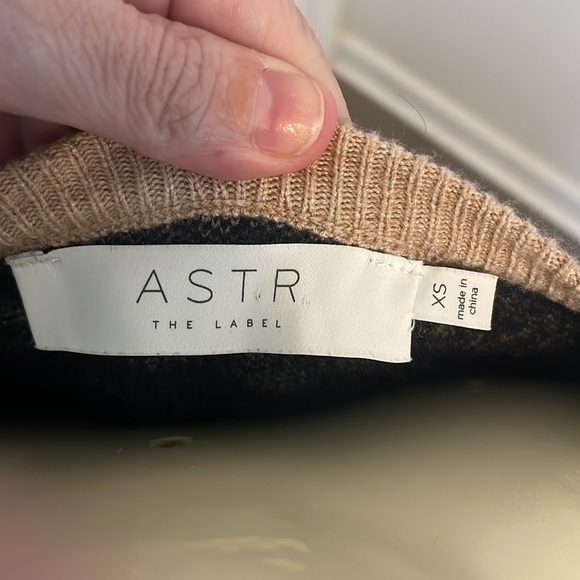 ASTR
THE LABEL
XS
made in
china